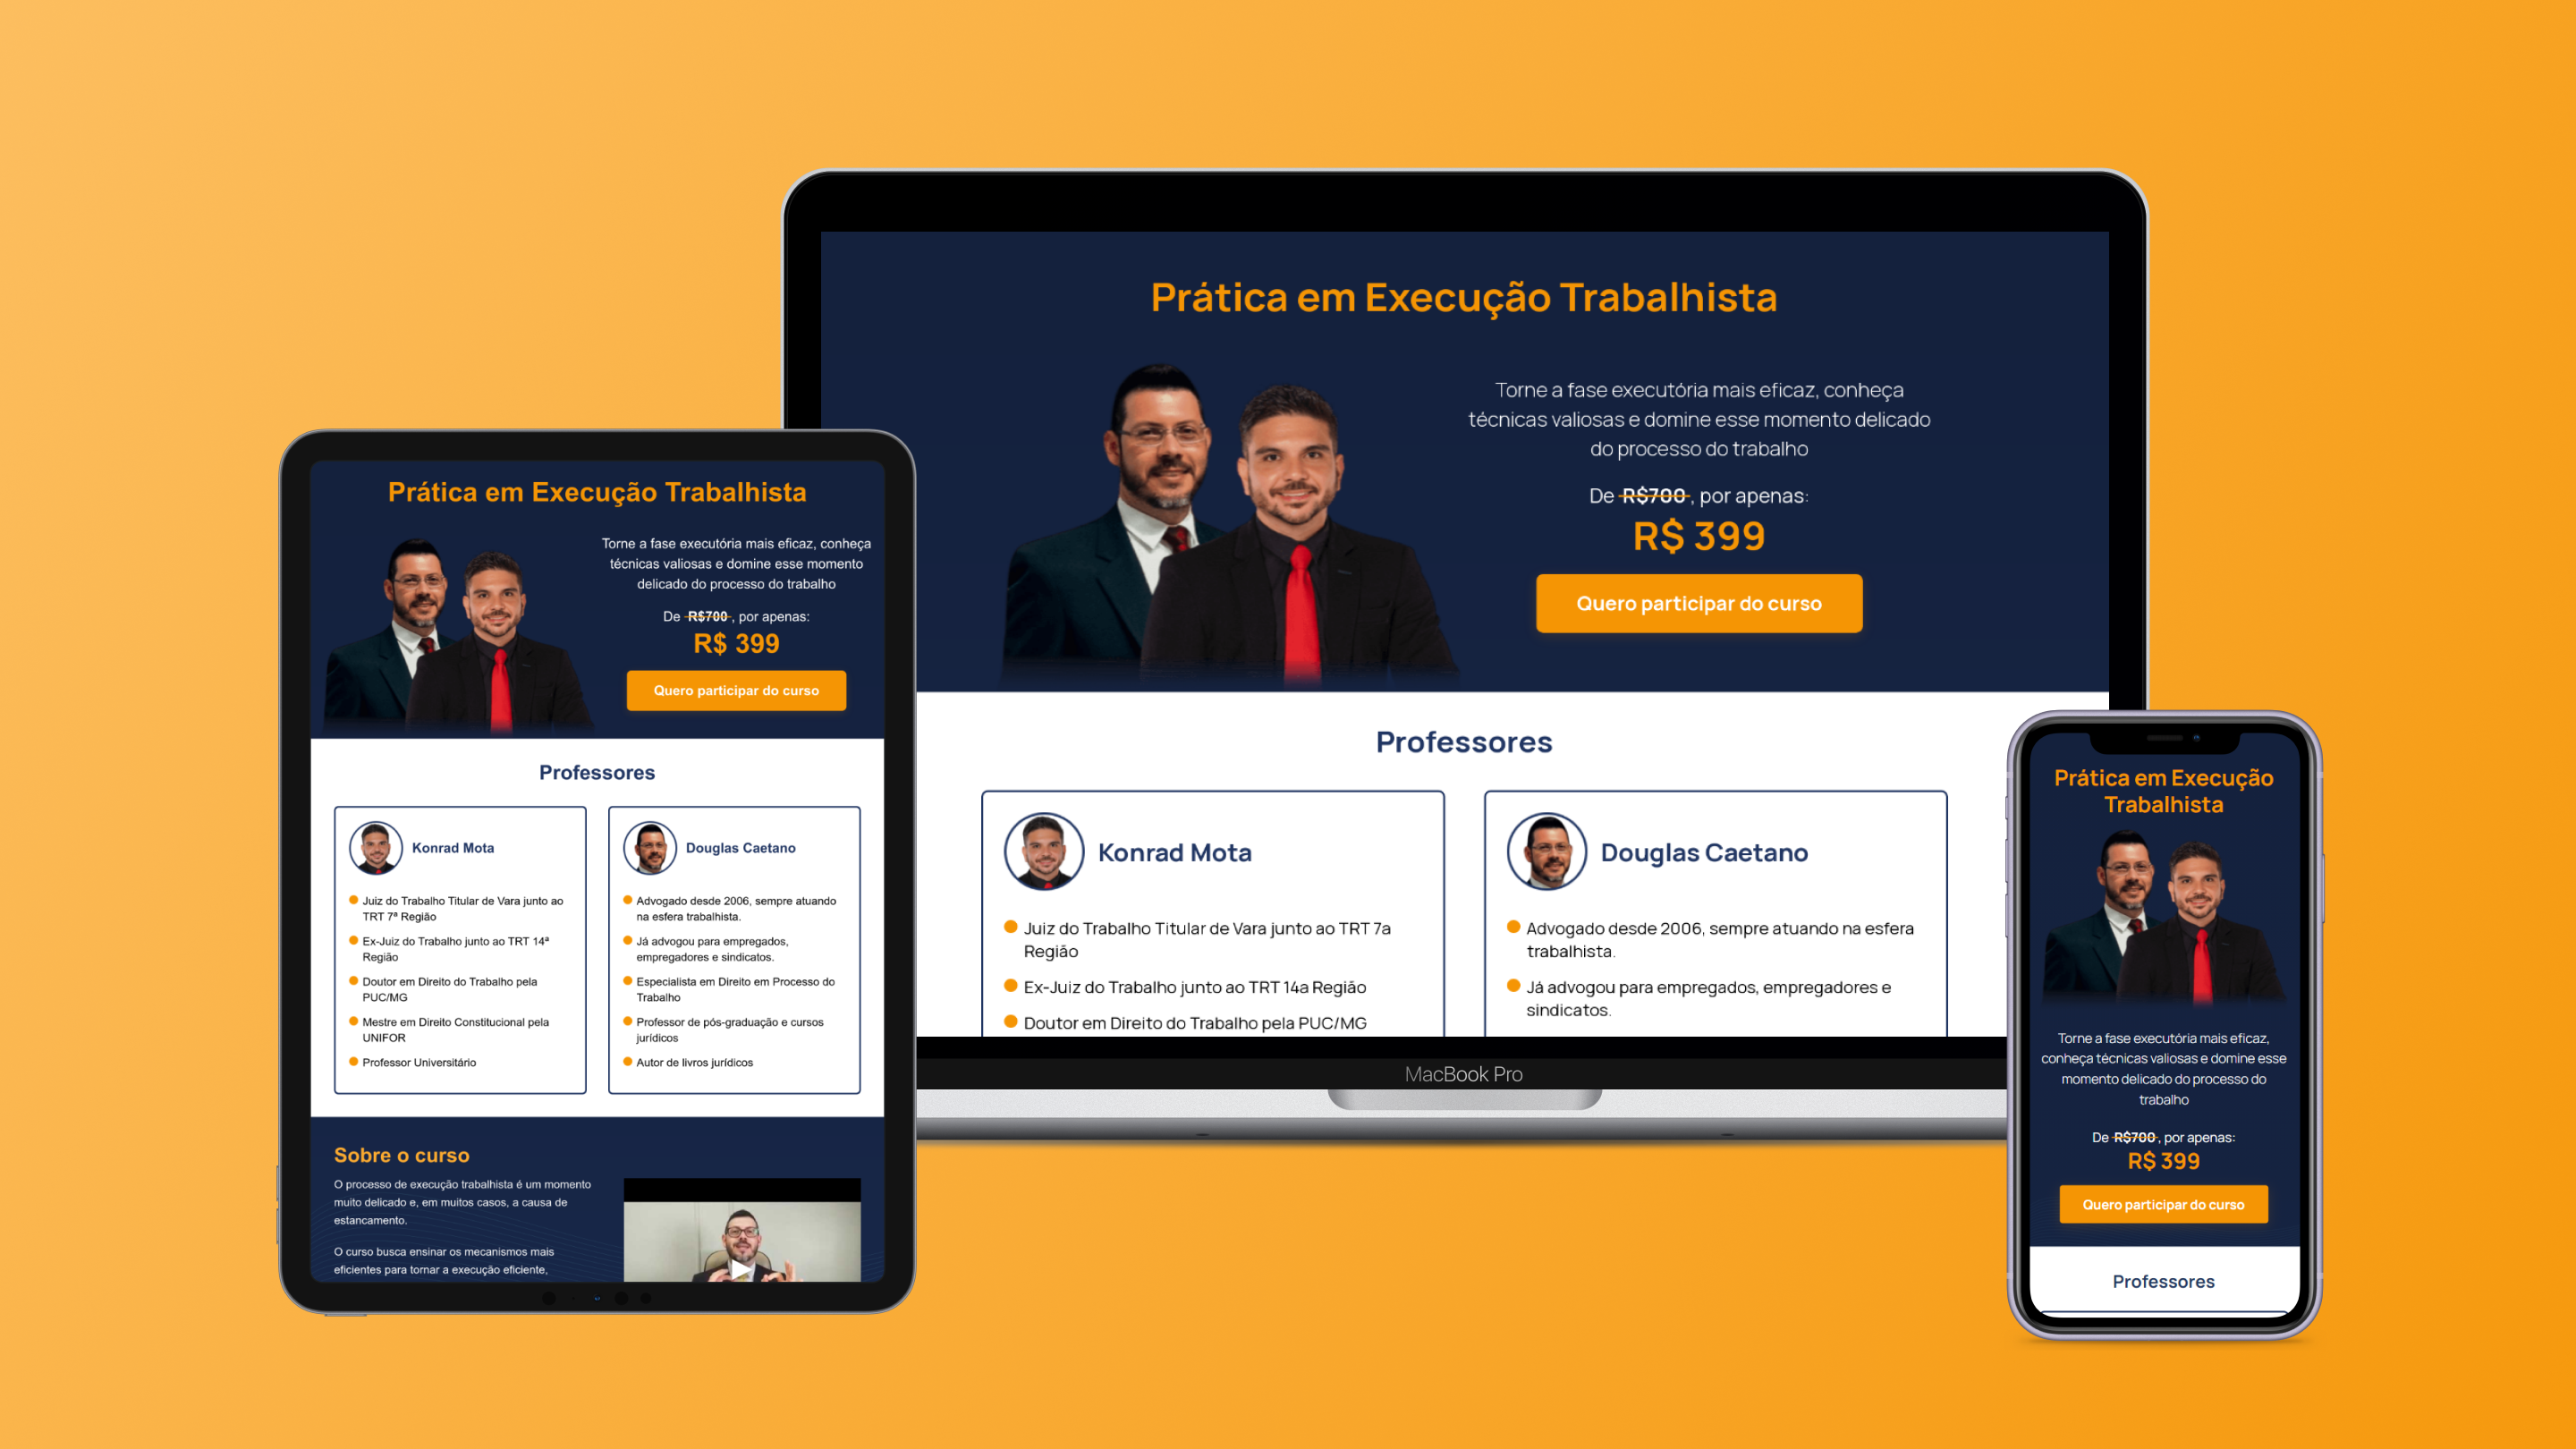 Prática em Execução Trabalhista
Torne a fase executória mais eficaz, conheça
técnicas valiosas e domine esse momento delicado
do processo do trabalho
De R$700, por apenas:
R$ 399
Quero participar do curso
Professores
Konrad Mota
Juiz do Trabalho Titular de Vara junto ao TRT 7a
Região
Ex-Juiz do Trabalho junto ao TRT 14a Região
Doutor em Direito do Trabalho pela PUC/MG
Douglas Caetano
Advogado desde 2006, sempre atuando na esfera
trabalhista.
Já advogou para empregados, empregadores e
sindicatos.
MacBook Pro
Prática em Execução Trabalhista
Torne a fase executória mais eficaz, conheça
técnicas valiosas e domine esse momento
delicado do processo do trabalho
De R$700, por apenas:
R$ 399
Quero participar do curso
Professores
Konrad Mota
Juiz do Trabalho Titular de Vara junto ao
TRT 7ª Região
Ex-Juiz do Trabalho junto ao TRT 14ª
Região
Doutor em Direito do Trabalho pela
PUC/MG
Mestre em Direito Constitucional pela
UNIFOR
Professor Universitário
Douglas Caetano
Advogado desde 2006, sempre atuando
na esfera trabalhista.
Já advogou para empregados,
empregadores e sindicatos.
Especialista em Direito em Processo do
Trabalho
Professor de pós-graduação e cursos
jurídicos
Autor de livros jurídicos
Sobre o curso
O processo de execução trabalhista é um momento
muito delicado e, em muitos casos, a causa de
estancamento.
O curso busca ensinar os mecanismos mais
eficientes para tornar a execução eficiente,
Prática em Execução
Trabalhista
Torne a fase executória mais eficaz,
conheça técnicas valiosas e domine esse
momento delicado do processo do
trabalho
De R$700, por apenas:
R$ 399
Quero participar do curso
Professores